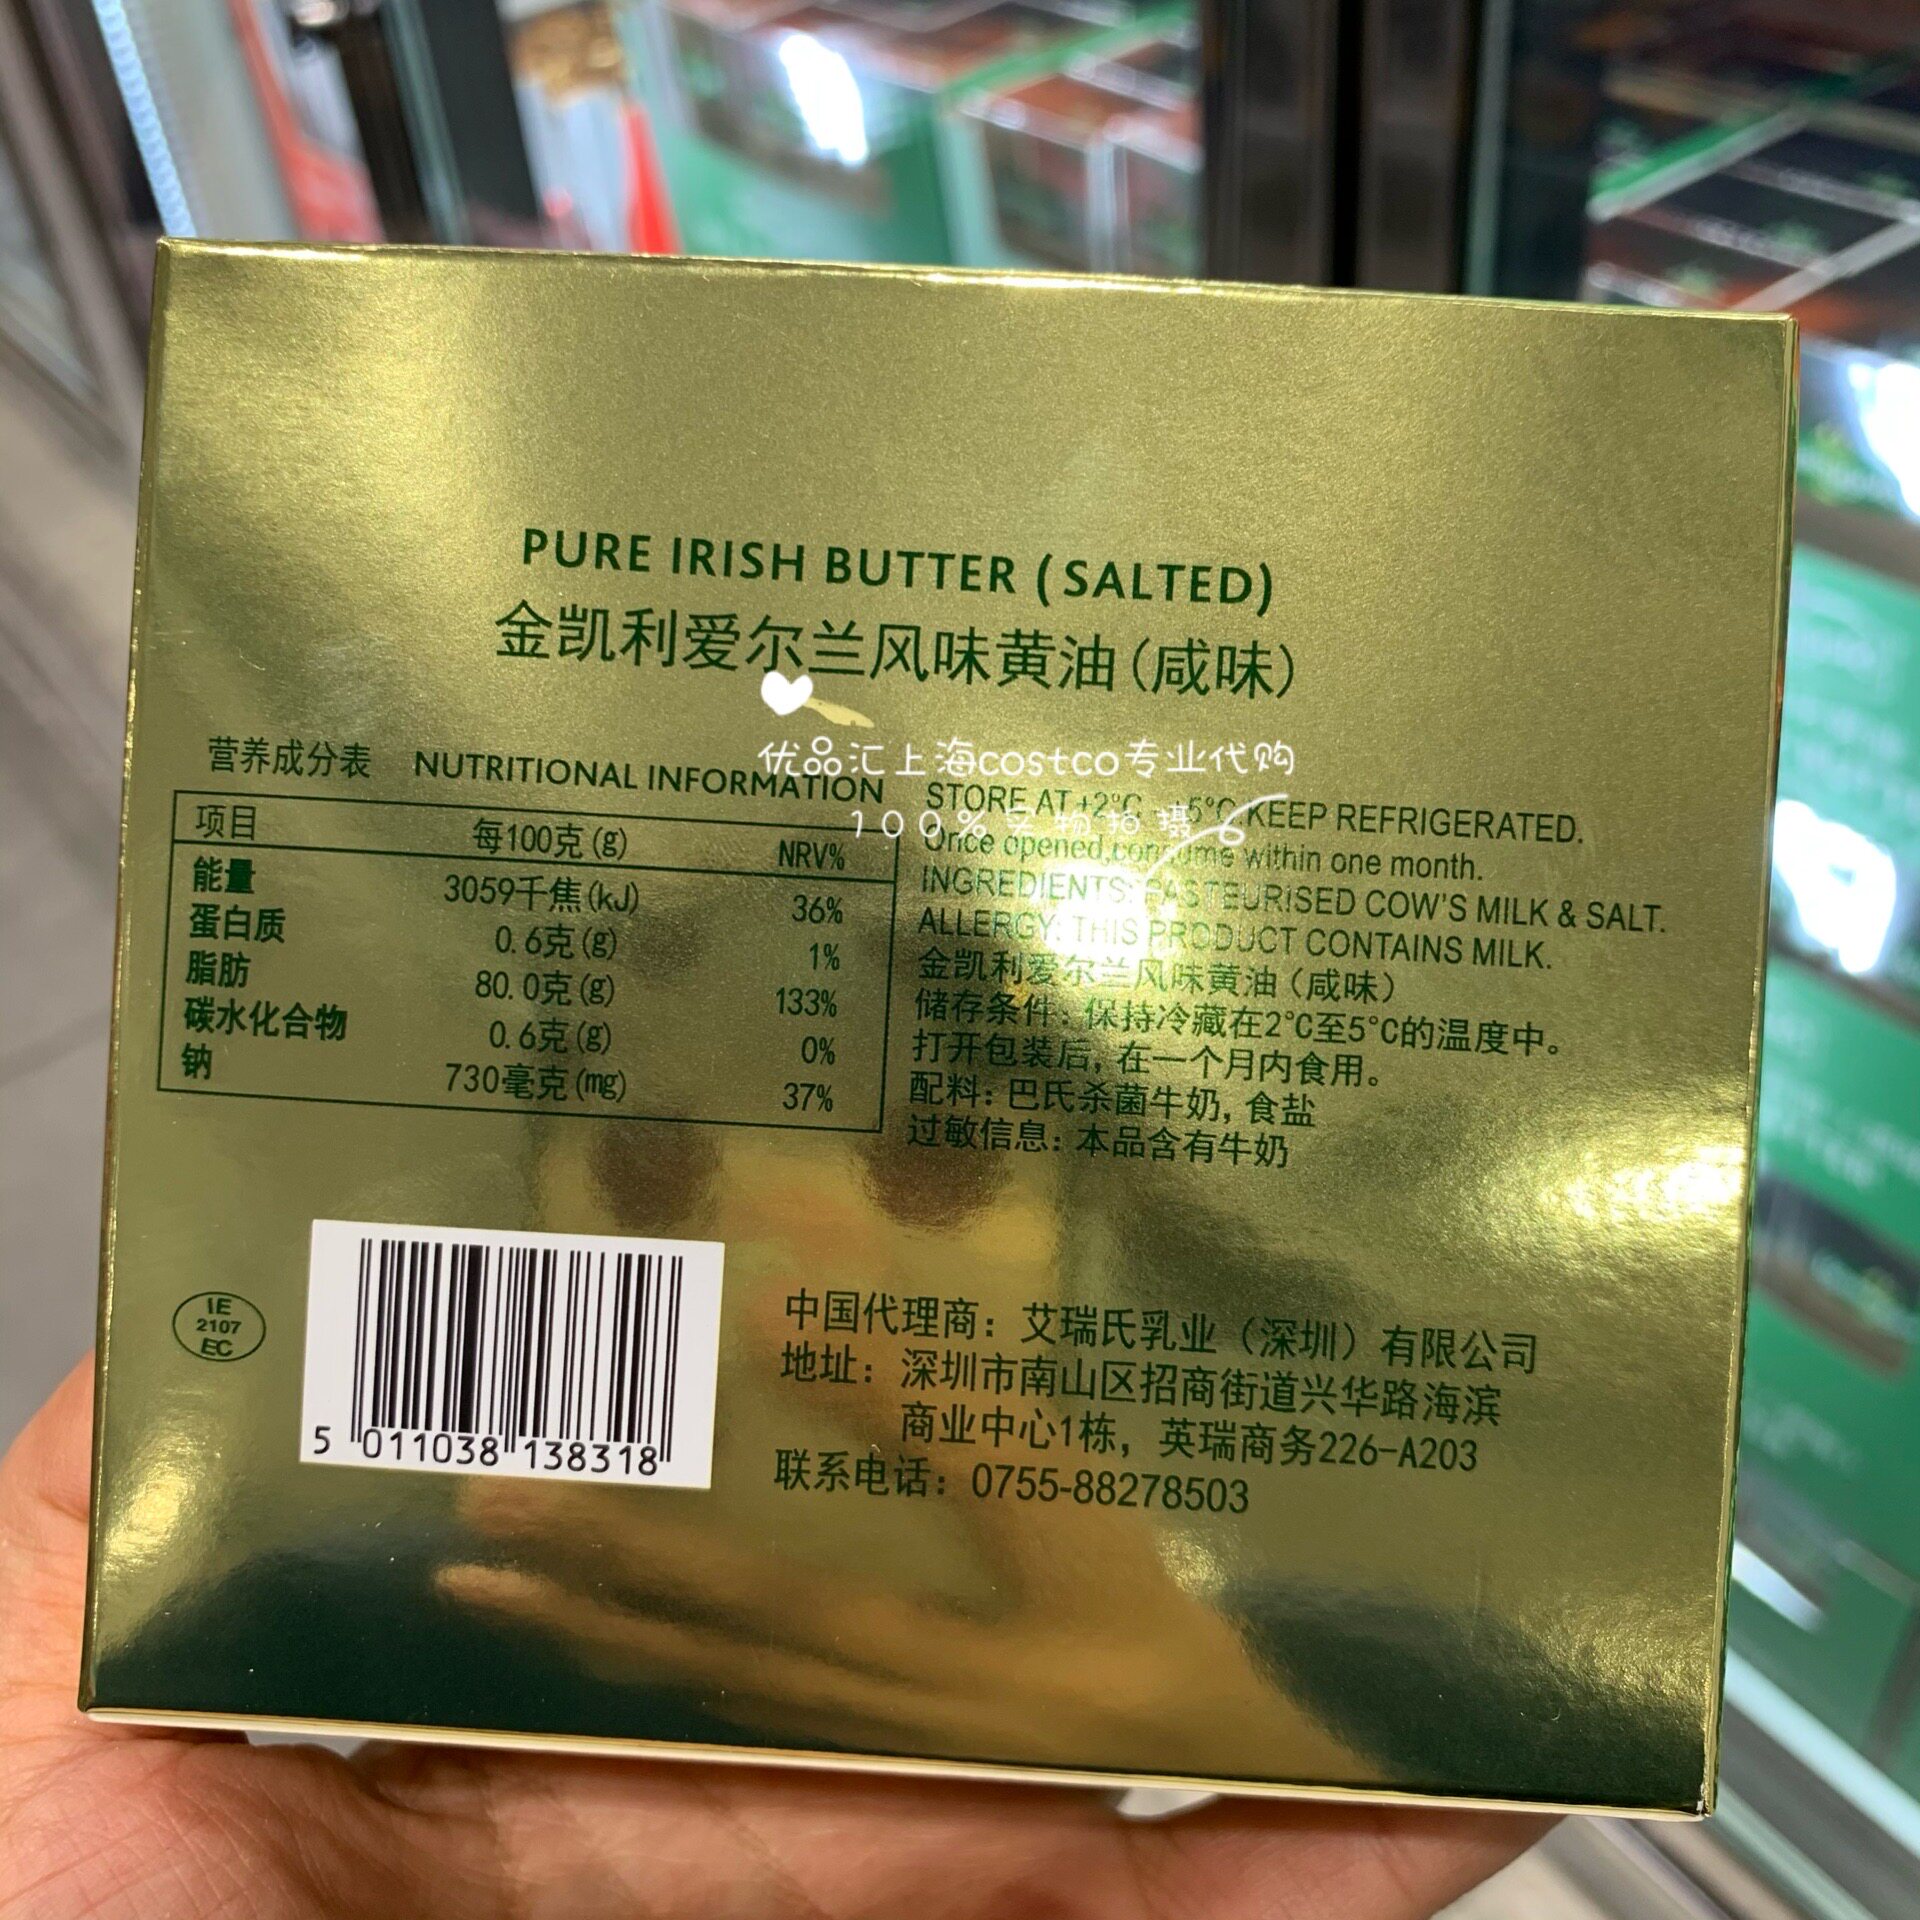 PURE IRISH BUTTER (SALTED)
金凯利爱尔兰风味黄油(咸味)
优品汇上海costco专业代购
100%实物拍摄
营养成分表 NUTRITIONAL INFORMATION
项目 每100克(g) NRV%
能量 3059千焦(kJ) 36%
蛋白质 0.6克(g) 1%
脂肪 80.0克(g) 133%
碳水化合物 0.6克(g) 0%
钠 730毫克(mg) 37%
STORE AT +2°C - +5°C KEEP REFRIGERATED.
Once opened,consume within one month.
INGREDIENTS: PASTEURISED COW'S MILK & SALT.
ALLERGY: THIS PRODUCT CONTAINS MILK.
金凯利爱尔兰风味黄油(咸味)
储存条件：保持冷藏在2°C至5°C的温度中。
打开包装后，在一个月内食用。
配料：巴氏杀菌牛奶，食盐
过敏信息：本品含有牛奶
IE
2107
EC
5 011038 138318
中国代理商：艾瑞氏乳业（深圳）有限公司
地址：深圳市南山区招商街道兴华路海滨
商业中心1栋，英瑞商务226-A203
联系电话：0755-88278503